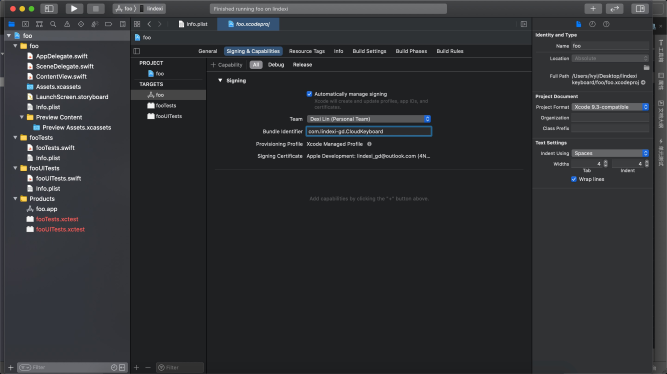 foo ⟩ lindexi
Finished running foo on lindexi
Info.plist
foo.xcodeproj
foo
foo
General
Signing & Capabilities
Resource Tags
Info
Build Settings
Build Phases
Build Rules
foo
AppDelegate.swift
SceneDelegate.swift
ContentView.swift
Assets.xcassets
LaunchScreen.storyboard
Info.plist
Preview Content
Preview Assets.xcassets
fooTests
fooTests.swift
Info.plist
fooUITests
fooUITests.swift
Info.plist
Products
foo.app
fooTests.xctest
fooUITests.xctest
Filter
PROJECT
foo
TARGETS
foo
fooTests
fooUITests
Filter
+ Capability
All
Debug
Release
Signing
Automatically manage signing
Xcode will create and update profiles, app IDs, and
certificates.
Team
Desi Lin (Personal Team)
Bundle Identifier
com.lindexi-gd.CloudKeyboard
Provisioning Profile
Xcode Managed Profile
Signing Certificate
Apple Development: lindexi_gd@outlook.com (4N...
Add capabilities by clicking the "+" button above.
Identity and Type
Name
foo
Location
Absolute
Full Path
/Users/lvyi/Desktop/lindexi
keyboard/foo/foo.xcodeproj
Project Document
Project Format
Xcode 9.3-compatible
Organization
Class Prefix
Text Settings
Indent Using
Spaces
Widths
4
4
Tab
Indent
Wrap lines